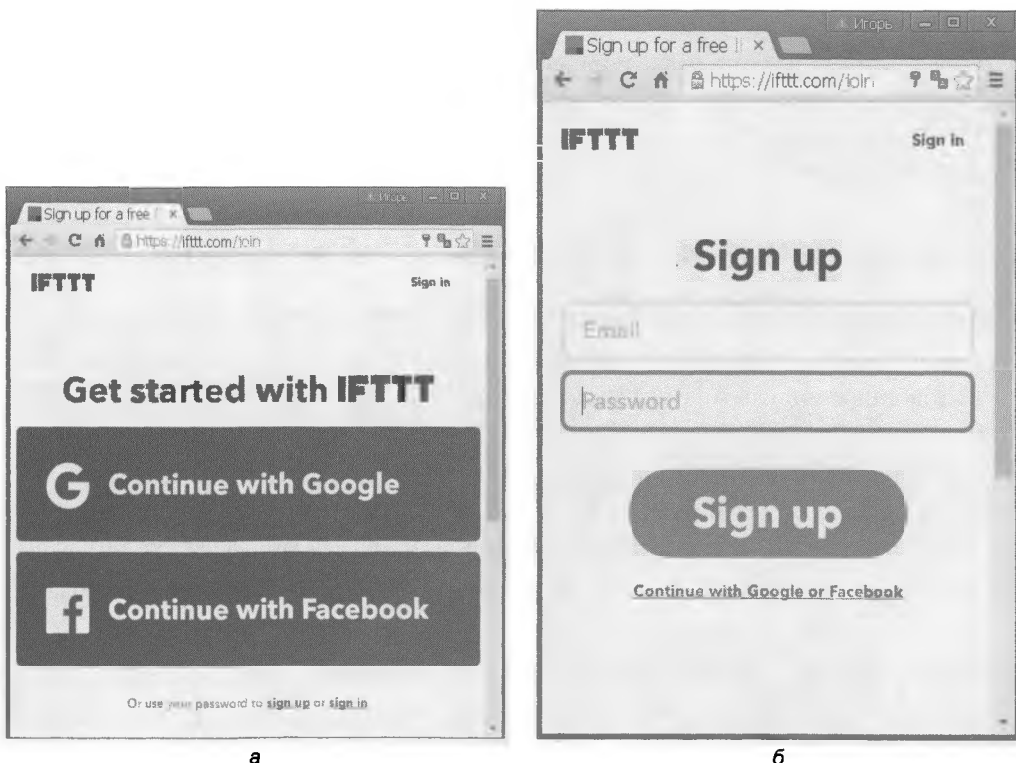 Игорь
Sign up for a free
https://ifttt.com/join
IFTTT
Sign in
Get started with IFTTT
Continue with Google
Continue with Facebook
Or use your password to sign up or sign in
а
Игорь
Sign up for a free
https://ifttt.com/join
IFTTT
Sign in
Sign up
Email
Password
Sign up
Continue with Google or Facebook
б